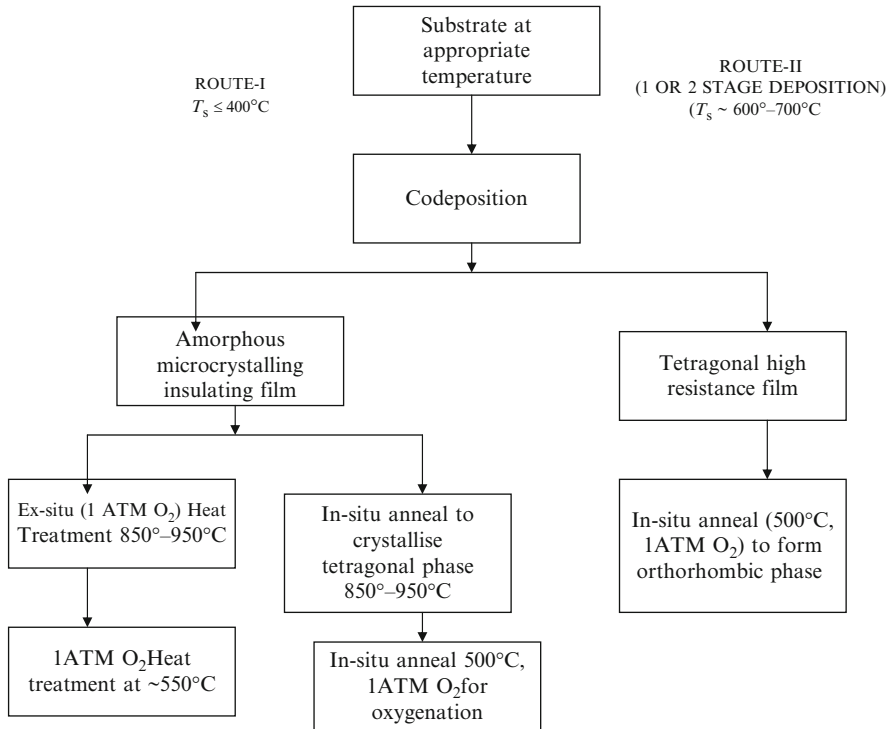 Substrate at
appropriate
temperature
ROUTE-I
T_s ≤ 400°C
ROUTE-II
(1 OR 2 STAGE DEPOSITION)
(T_s ~ 600°–700°C
Codeposition
Amorphous
microcrystalling
insulating film
Tetragonal high
resistance film
Ex-situ (1 ATM O₂) Heat
Treatment 850°–950°C
In-situ anneal to
crystallise
tetragonal phase
850°–950°C
In-situ anneal (500°C,
1ATM O₂) to form
orthorhombic phase
1ATM O₂Heat
treatment at ~550°C
In-situ anneal 500°C,
1ATM O₂for
oxygenation